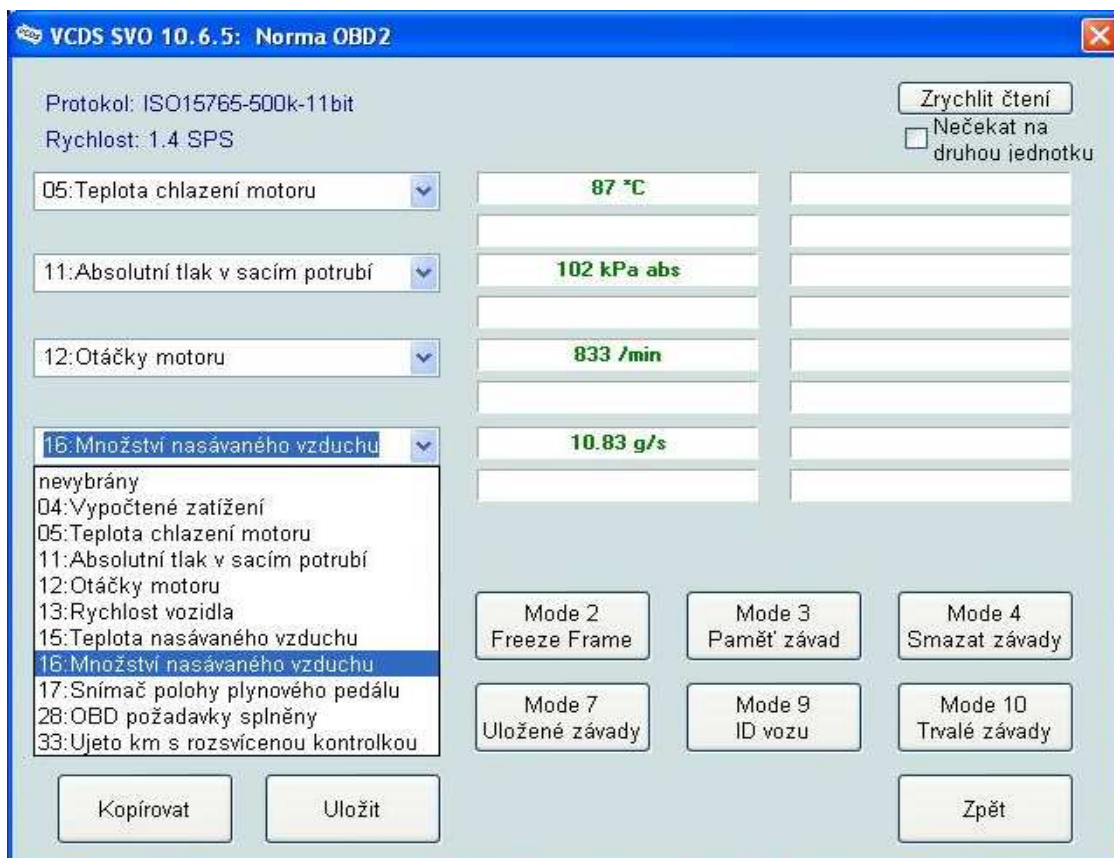 VCDS SVO 10.6.5: Norma OBD2
Protokol: ISO15765-500k-11bit
Rychlost: 1.4 SPS
Zrychlit čtení
Nečekat na
druhou jednotku
05:Teplota chlazení motoru
87 °C
11:Absolutní tlak v sacím potrubí
102 kPa abs
12:Otáčky motoru
833 /min
16:Množství nasávaného vzduchu
10.83 g/s
nevybrány
04:Vypočtené zatížení
05:Teplota chlazení motoru
11:Absolutní tlak v sacím potrubí
12:Otáčky motoru
13:Rychlost vozidla
15:Teplota nasávaného vzduchu
16:Množství nasávaného vzduchu
17:Snímač polohy plynového pedálu
28:OBD požadavky splněny
33:Ujeto km s rozsvícenou kontrolkou
Mode 2
Freeze Frame
Mode 3
Paměť závad
Mode 4
Smazat závady
Mode 7
Uložené závady
Mode 9
ID vozu
Mode 10
Trvalé závady
Kopírovat
Uložit
Zpět